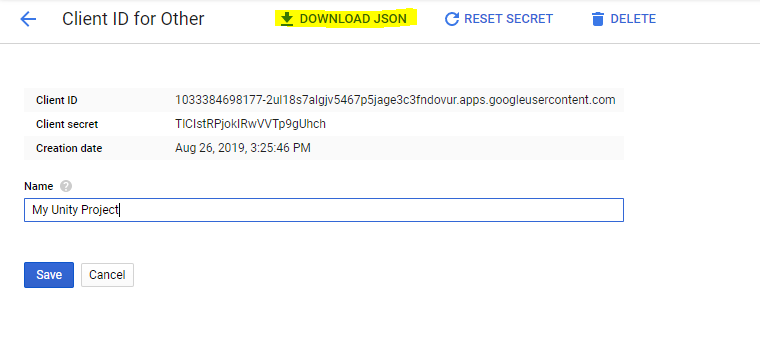 Client ID for Other DOWNLOAD JSON RESET SECRET DELETE
Client ID 1033384698177-2ul18s7algjv5467p5jage3c3fndovur.apps.googleusercontent.com
Client secret TlClstRPjoklRwVVTp9gUhch
Creation date Aug 26, 2019, 3:25:46 PM
Name ?
My Unity Project
Save Cancel